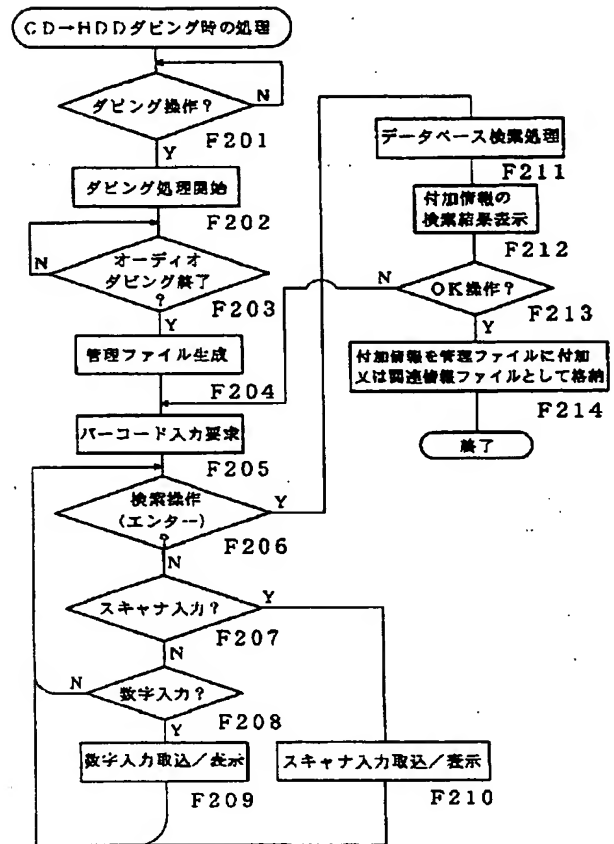 CD→HDDダビング時の処理
ダビング操作?
N
F201
Y
ダビング処理開始
F202
オーディオ
ダビング終了
?
N
F203
Y
管理ファイル生成
F204
バーコード入力要求
F205
検索操作
(エンター)
?
Y
F206
N
スキャナ入力?
Y
F207
N
数字入力?
N
F208
Y
数字入力取込/表示
F209
スキャナ入力取込/表示
F210
データベース検索処理
F211
付加情報の
検索結果表示
F212
OK操作?
N
F213
Y
付加情報を管理ファイルに付加
又は関連情報ファイルとして格納
F214
終了